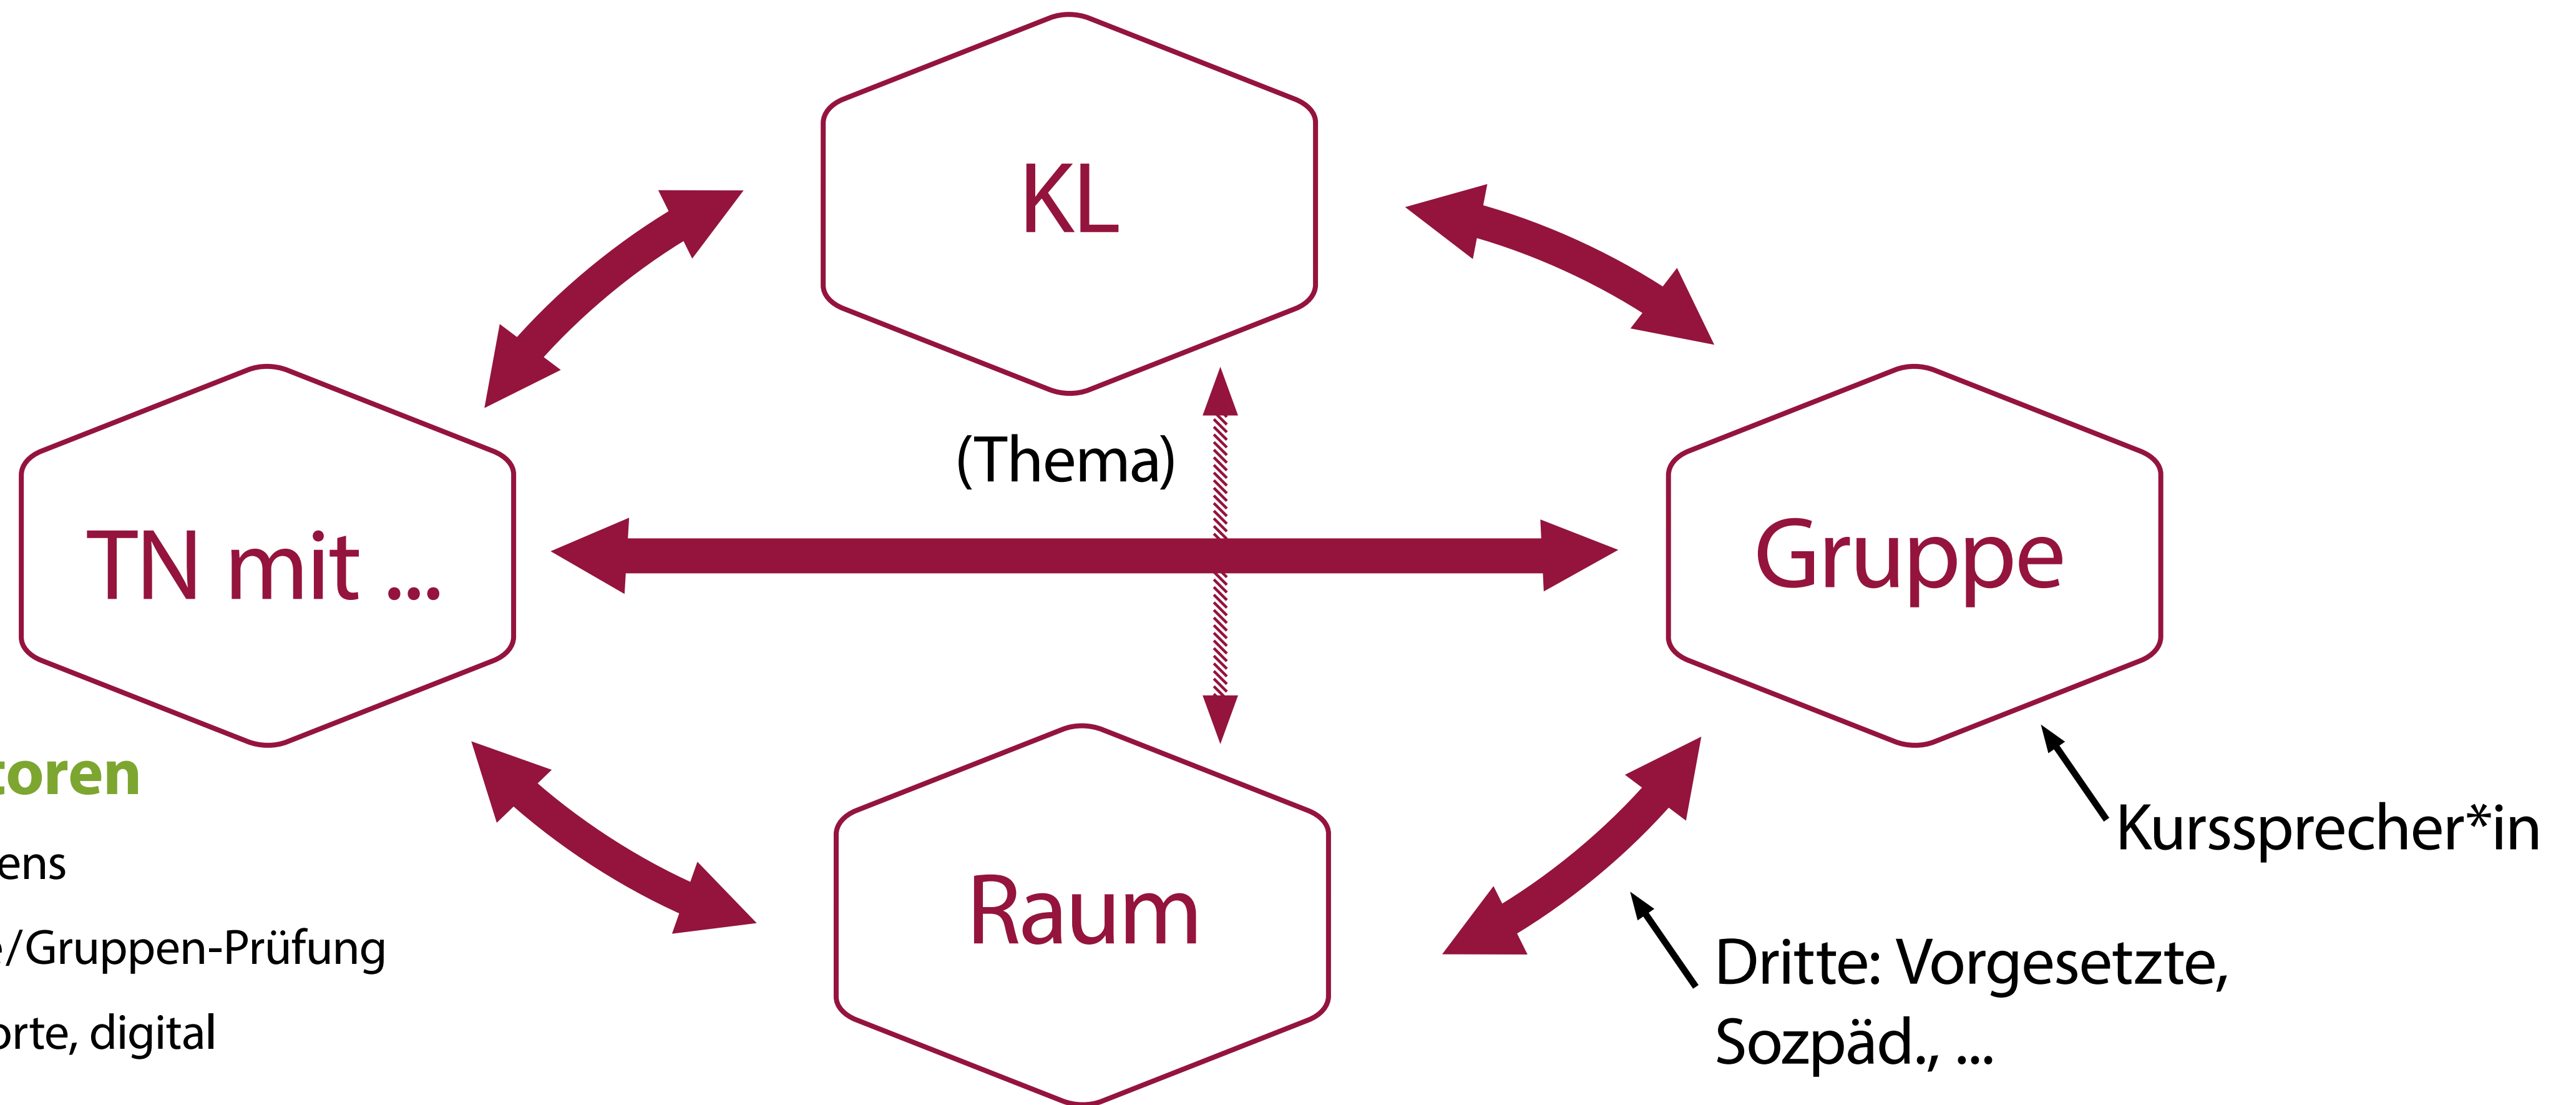 KL
(Thema)
TN mit ...
Gruppe
toren
ens
e/Gruppen-Prüfung
orte, digital
Raum
Kurssprecher*in
Dritte: Vorgesetzte,
Sozpäd., ...